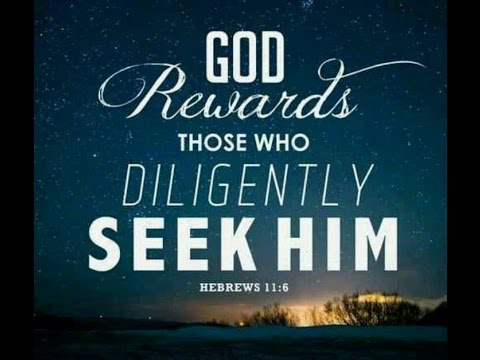 GOD
Rewards
THOSE WHO
DILIGENTLY
SEEK HIM
HEBREWS 11:6